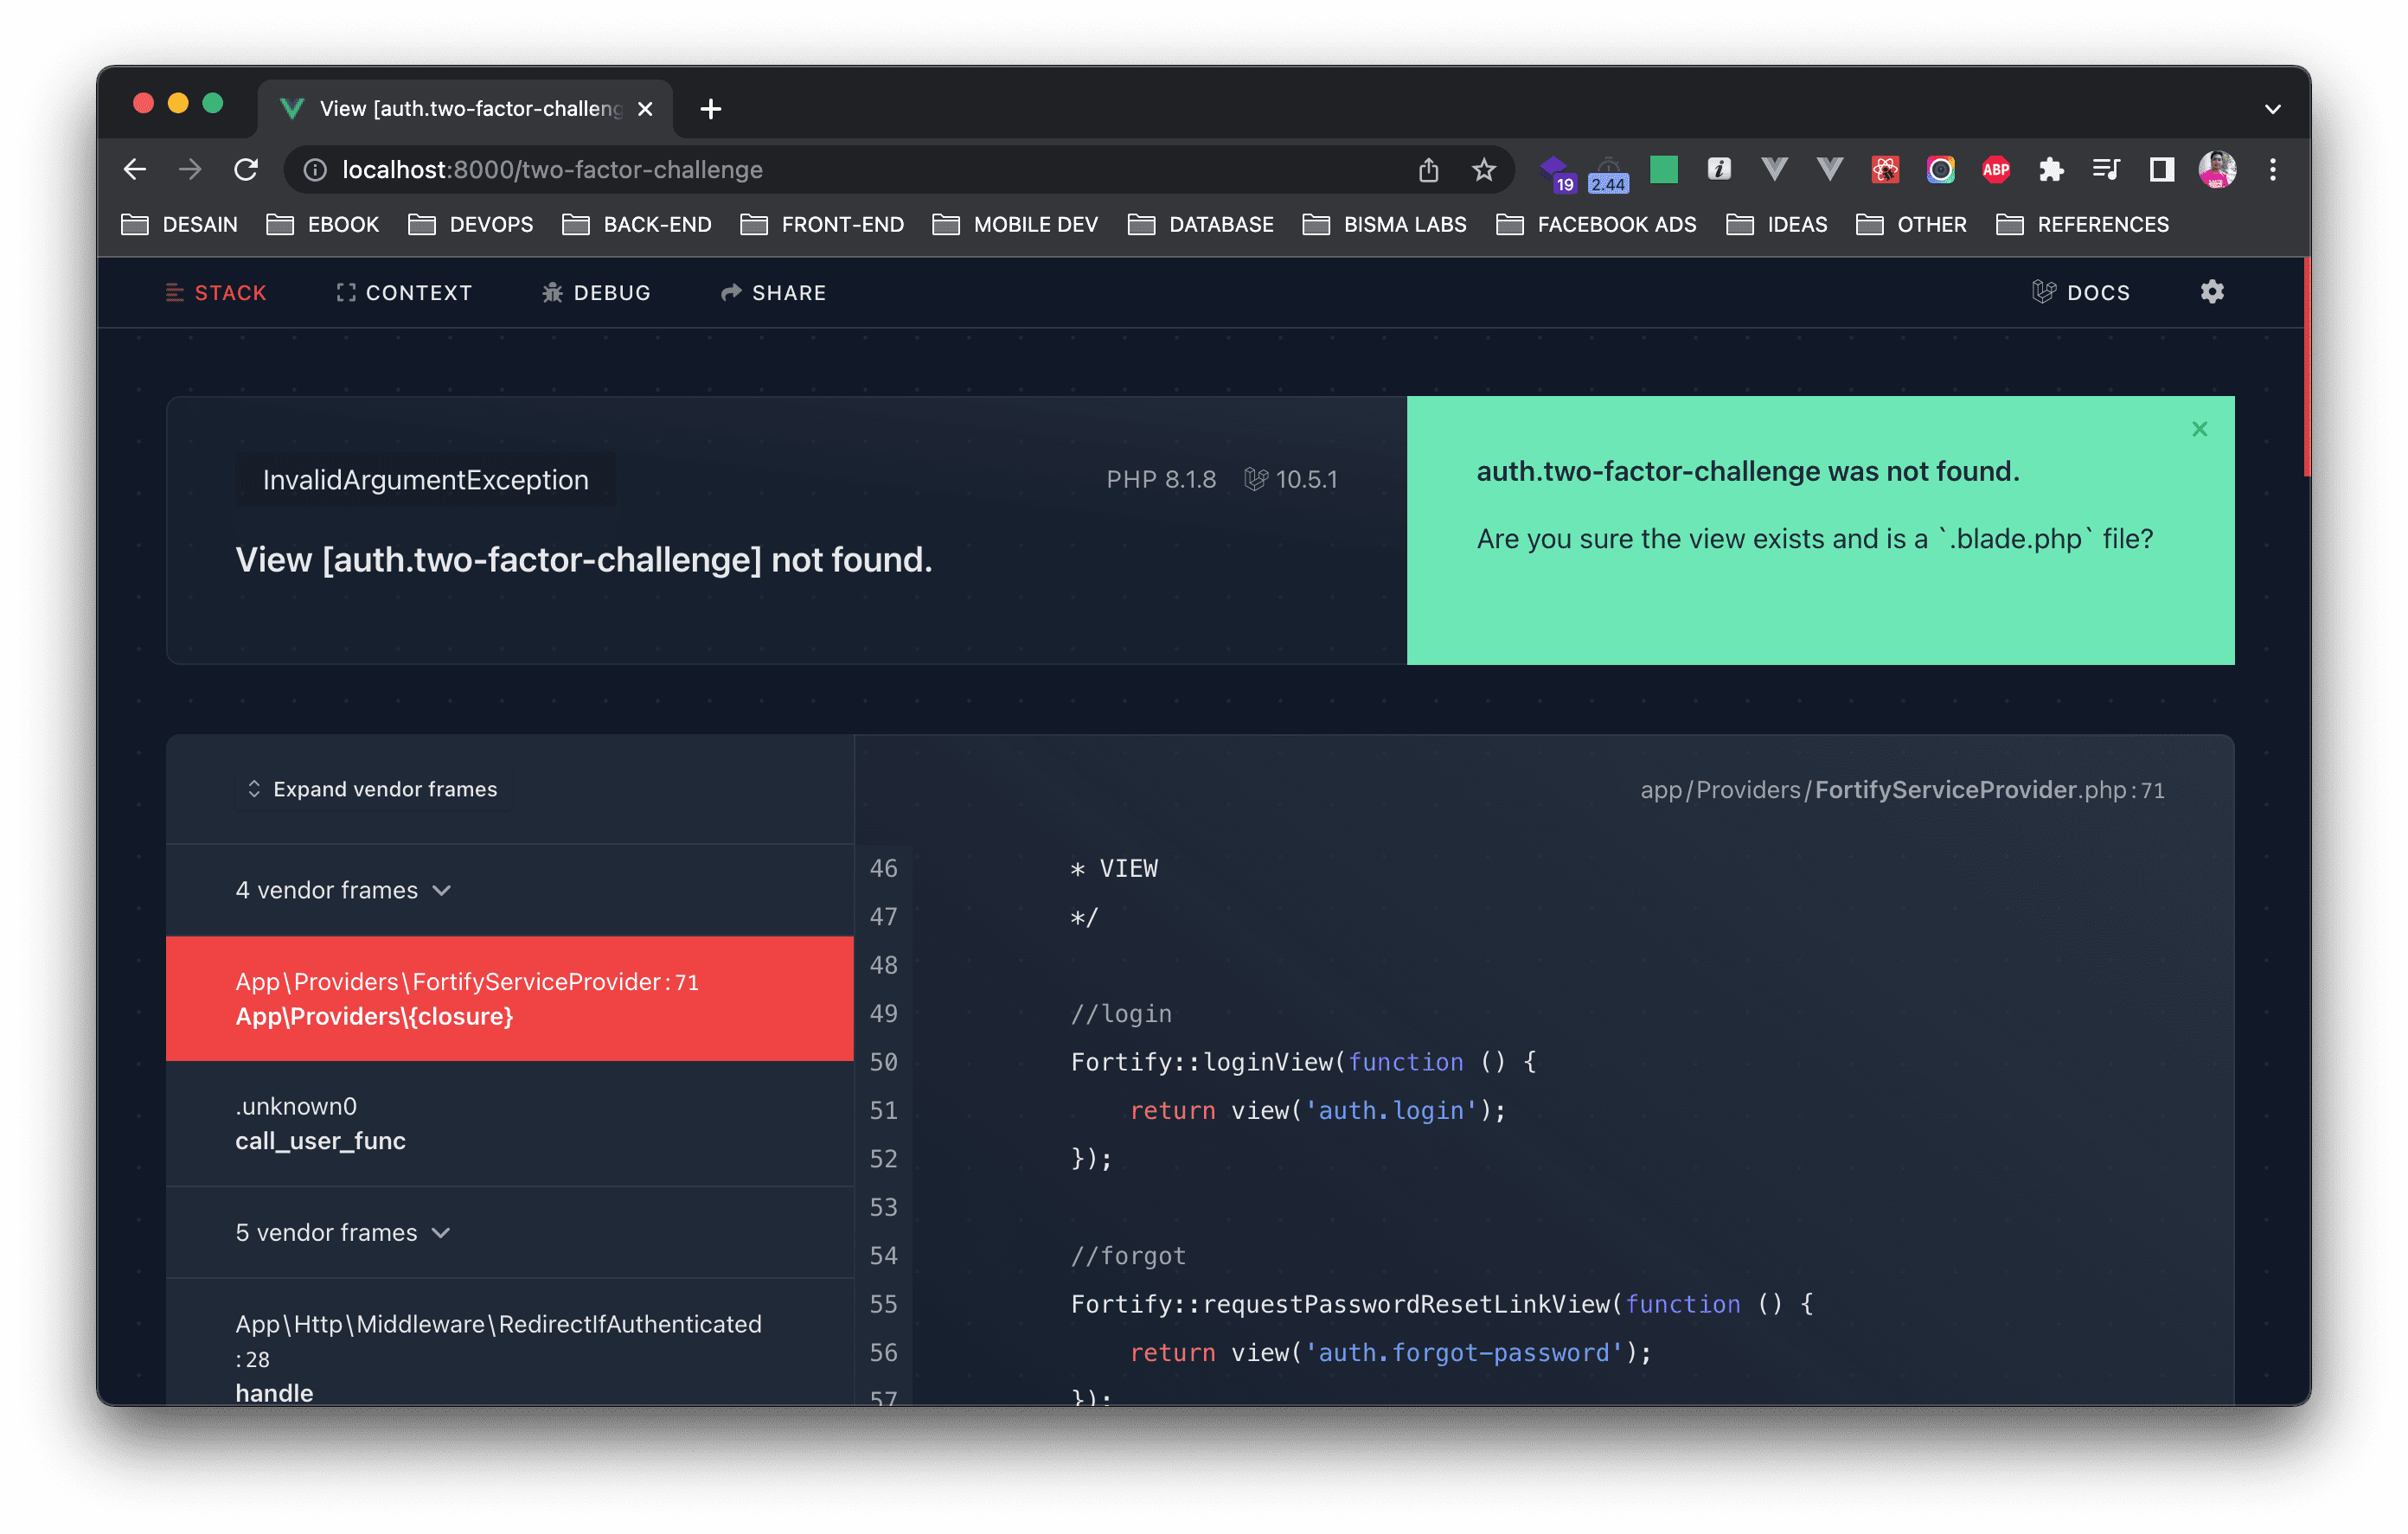 View [auth.two-factor-challeng
localhost:8000/two-factor-challenge
19
2.44
ABP
DESAIN
EBOOK
DEVOPS
BACK-END
FRONT-END
MOBILE DEV
DATABASE
BISMA LABS
FACEBOOK ADS
IDEAS
OTHER
REFERENCES
STACK
CONTEXT
DEBUG
SHARE
DOCS
InvalidArgumentException
PHP 8.1.8
10.5.1
View [auth.two-factor-challenge] not found.
auth.two-factor-challenge was not found.
Are you sure the view exists and is a `.blade.php` file?
Expand vendor frames
4 vendor frames
App\Providers\FortifyServiceProvider:71
App\Providers\{closure}
.unknown0
call_user_func
5 vendor frames
App\Http\Middleware\RedirectIfAuthenticated
:28
handle
app/Providers/FortifyServiceProvider.php:71
46 * VIEW
47 */
48
49 //login
50 Fortify::loginView(function () {
51 return view('auth.login');
52 });
53
54 //forgot
55 Fortify::requestPasswordResetLinkView(function () {
56 return view('auth.forgot-password');
57 });